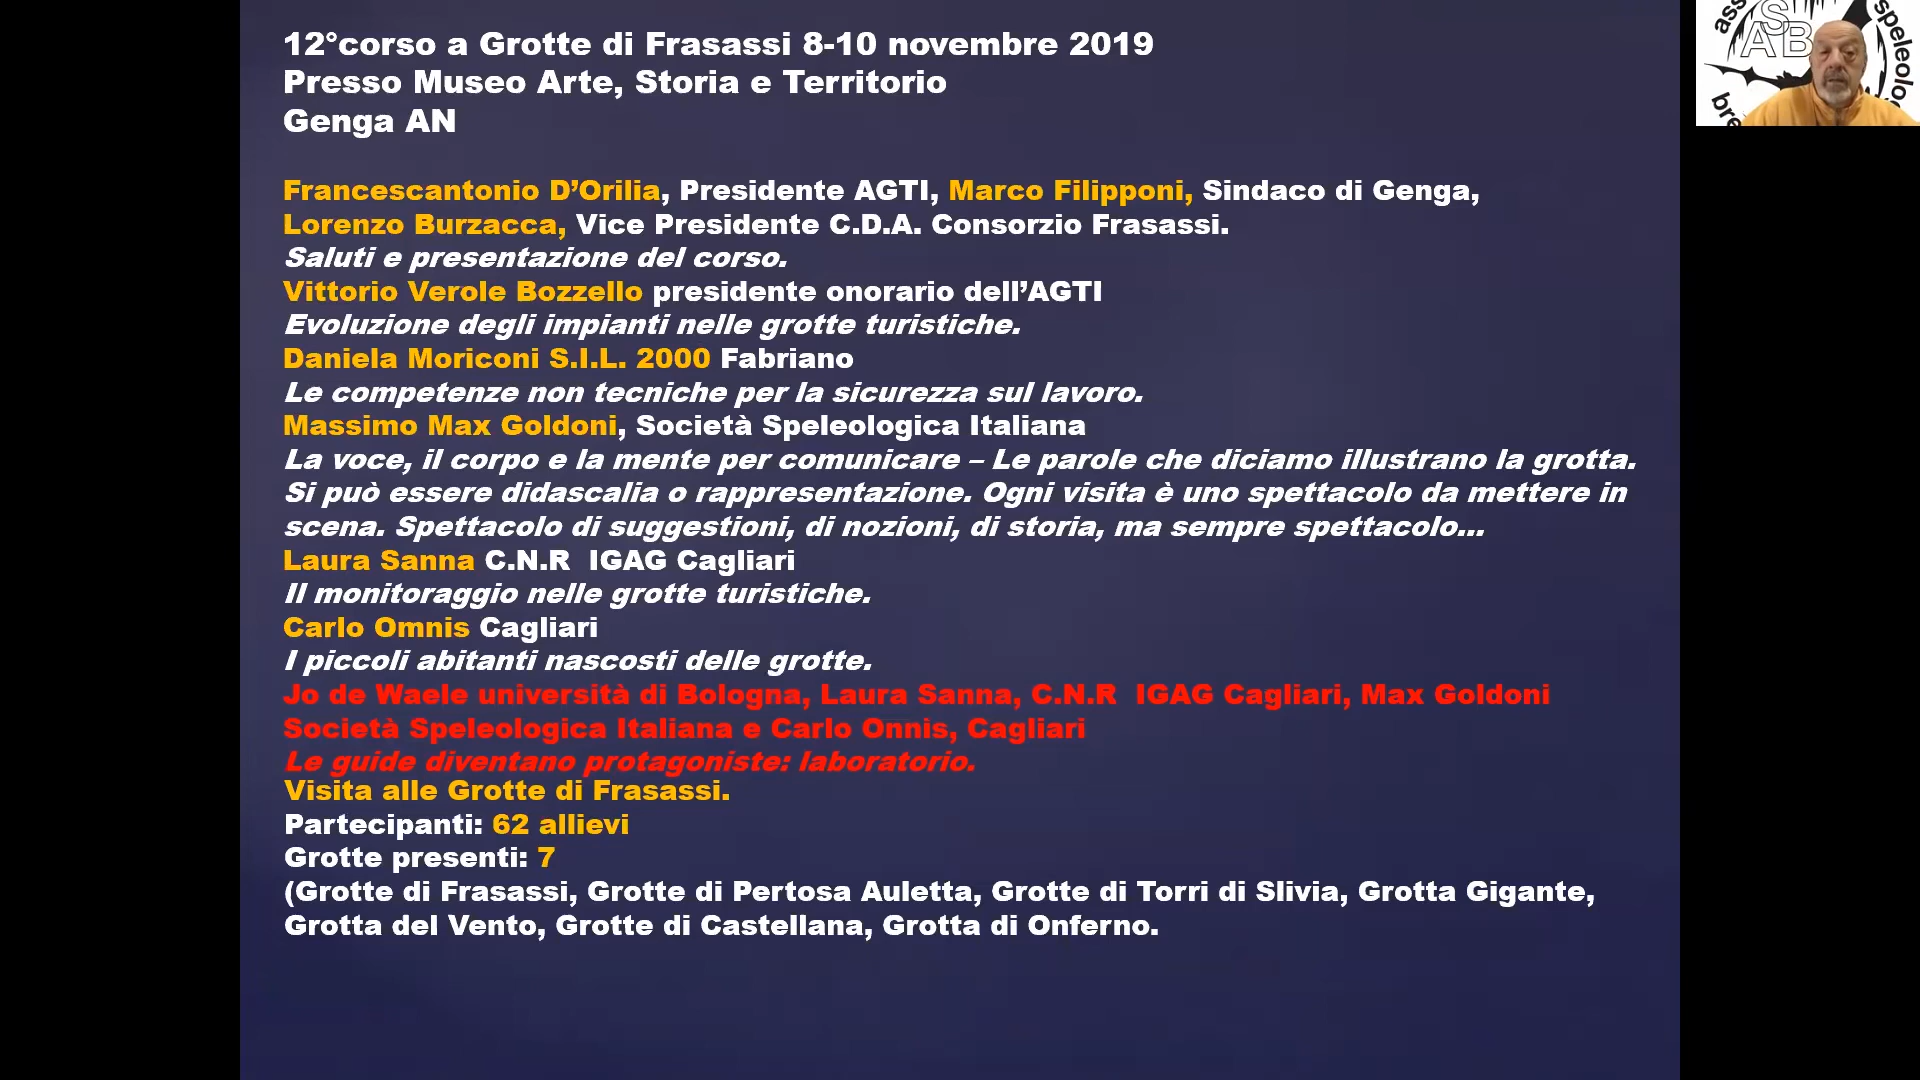 12°corso a Grotte di Frasassi 8-10 novembre 2019
Presso Museo Arte, Storia e Territorio
Genga AN
Francescantonio D’Orilia, Presidente AGTI, Marco Filipponi, Sindaco di Genga,
Lorenzo Burzacca, Vice Presidente C.D.A. Consorzio Frasassi.
Saluti e presentazione del corso.
Vittorio Verole Bozzello presidente onorario dell’AGTI
Evoluzione degli impianti nelle grotte turistiche.
Daniela Moriconi S.I.L. 2000 Fabriano
Le competenze non tecniche per la sicurezza sul lavoro.
Massimo Max Goldoni, Società Speleologica Italiana
La voce, il corpo e la mente per comunicare – Le parole che diciamo illustrano la grotta.
Si può essere didascalia o rappresentazione. Ogni visita è uno spettacolo da mettere in
scena. Spettacolo di suggestioni, di nozioni, di storia, ma sempre spettacolo…
Laura Sanna C.N.R  IGAG Cagliari
Il monitoraggio nelle grotte turistiche.
Carlo Omnis Cagliari
I piccoli abitanti nascosti delle grotte.
Jo de Waele università di Bologna, Laura Sanna, C.N.R  IGAG Cagliari, Max Goldoni
Società Speleologica Italiana e Carlo Onnis, Cagliari
Le guide diventano protagoniste: laboratorio.
Visita alle Grotte di Frasassi.
Partecipanti: 62 allievi
Grotte presenti: 7
(Grotte di Frasassi, Grotte di Pertosa Auletta, Grotte di Torri di Slivia, Grotta Gigante,
Grotta del Vento, Grotte di Castellana, Grotta di Onferno.
ass
speleolo
bre
ASB